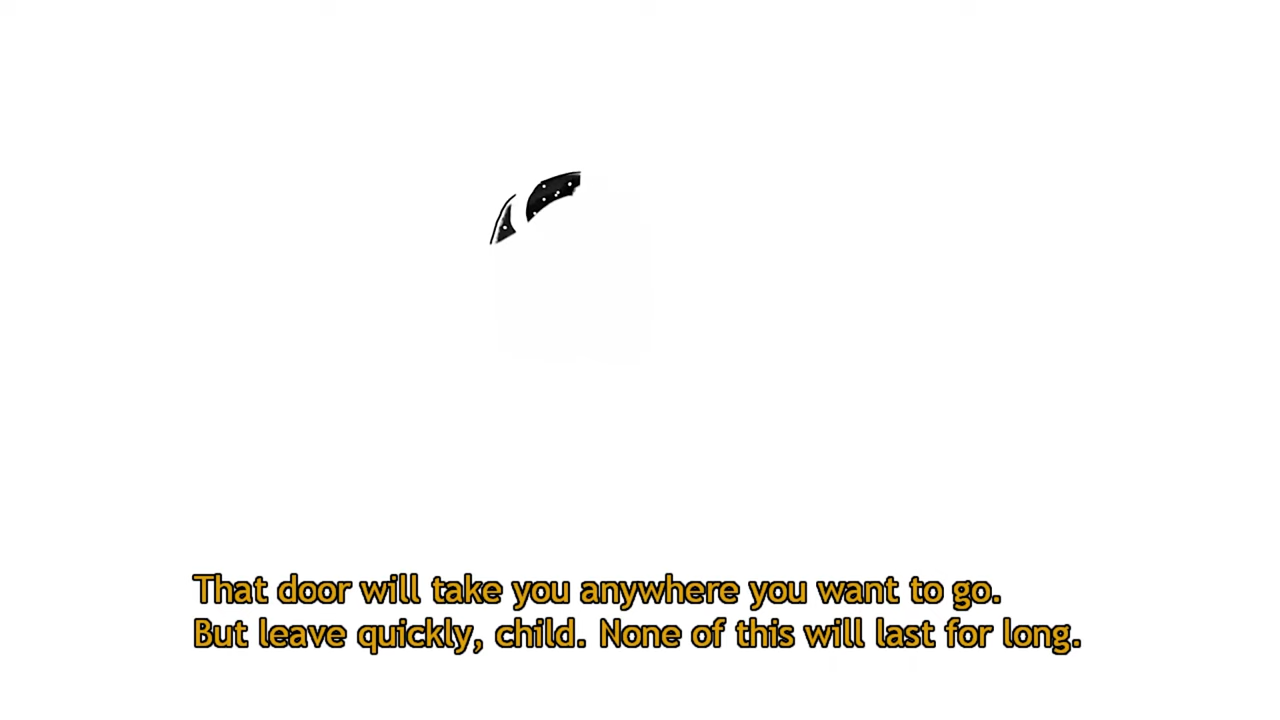 That door will take you anywhere you want to go.
But leave quickly, child. None of this will last for long.